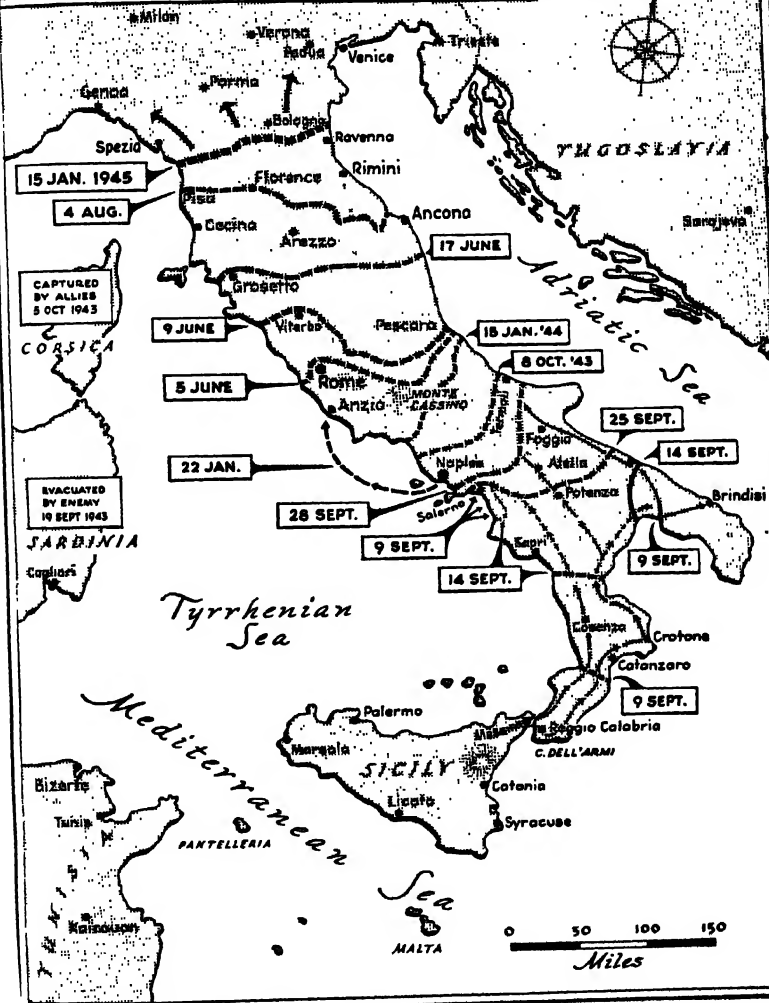 Milan
Verona
Padua
Venice
Trieste
Parma
Genoa
Bologna
Spezia
Ravenna
YUGOSLAVIA
15 JAN. 1945
Rimini
Florence
Pisa
4 AUG.
Ancona
Sarajevo
Cecina
Arezzo
17 JUNE
Adriatic Sea
CAPTURED
BY ALLIES
5 OCT 1943
Grosseto
CORSICA
9 JUNE
Viterbo
Pescara
15 JAN. '44
8 OCT. '43
5 JUNE
Rome
MONTE
CASSINO
Termoli
Anzio
25 SEPT.
Foggia
14 SEPT.
22 JAN.
Naples
Atella
Potenza
Brindisi
EVACUATED
BY ENEMY
19 SEPT 1943
28 SEPT.
Salerno
SARDINIA
9 SEPT.
Sapri
9 SEPT.
Cagliari
14 SEPT.
Tyrrhenian
Sea
Cosenza
Crotone
Catanzaro
9 SEPT.
Mediterranean
Sea
Palermo
Messina
Reggio Calabria
C. DELL'ARMI
Marsala
SICILY
Bizerte
Catania
Licata
Tunis
Syracuse
PANTELLERIA
TUNISIA
Kairouan
MALTA
0 50 100 150
Miles